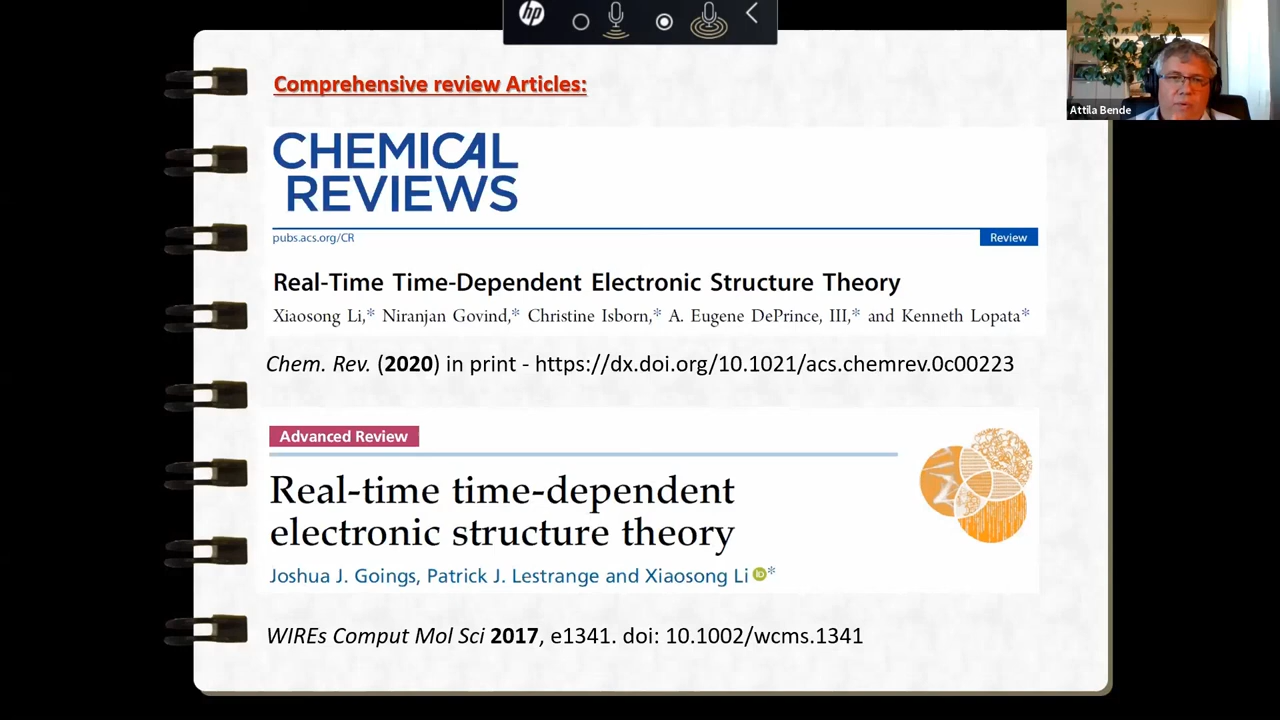 hp
Attila Bende
Comprehensive review Articles:
CHEMICAL
REVIEWS
pubs.acs.org/CR
Review
Real-Time Time-Dependent Electronic Structure Theory
Xiaosong Li,* Niranjan Govind,* Christine Isborn,* A. Eugene DePrince, III,* and Kenneth Lopata*
Chem. Rev. (2020) in print - https://dx.doi.org/10.1021/acs.chemrev.0c00223
Advanced Review
Real-time time-dependent
electronic structure theory
Joshua J. Goings, Patrick J. Lestrange and Xiaosong Li iD*
WIREs Comput Mol Sci 2017, e1341. doi: 10.1002/wcms.1341